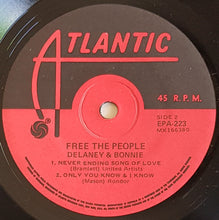 ATLANTIC
45 R.P.M.
FREE THE PEOPLE
DELANEY & BONNIE
SIDE 2
EPA-223
MX166380
1. NEVER ENDING SONG OF LOVE
(Bramlett) United Artists
2. ONLY YOU KNOW & I KNOW
(Mason) Rondor